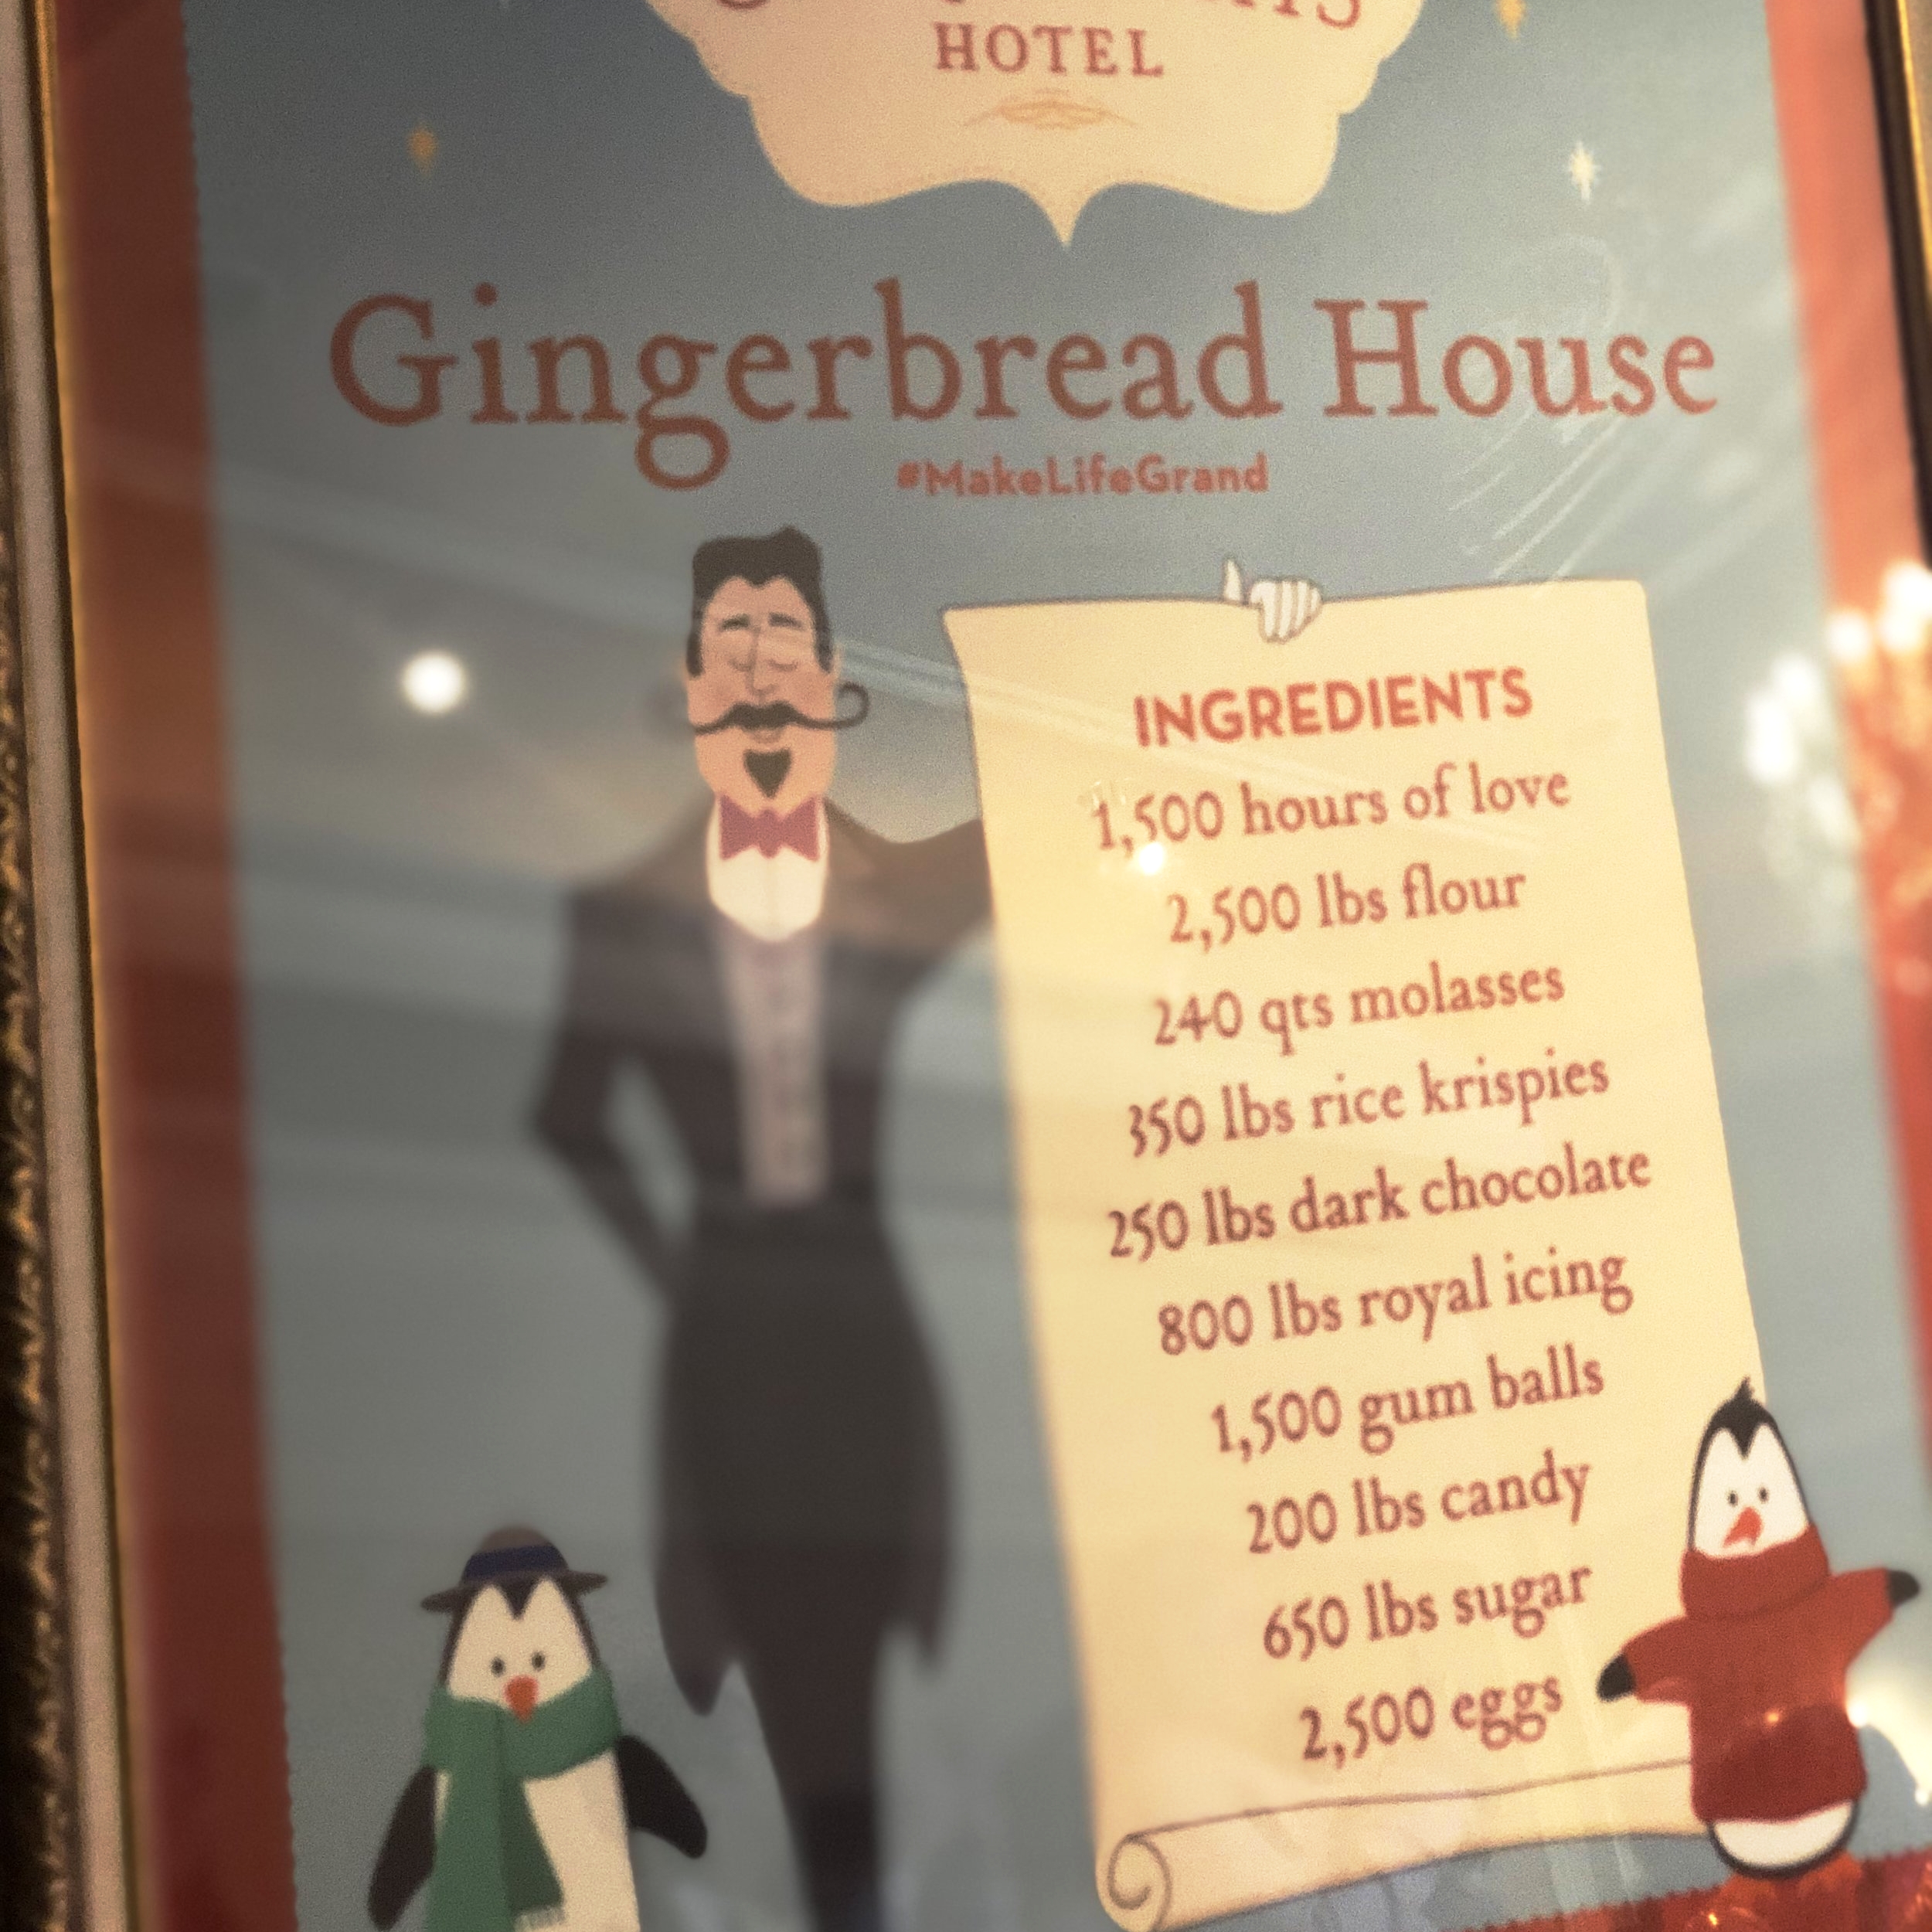 HOTEL
Gingerbread House
#MakeLifeGrand
INGREDIENTS
1,500 hours of love
2,500 lbs flour
240 qts molasses
350 lbs rice krispies
250 lbs dark chocolate
800 lbs royal icing
1,500 gum balls
200 lbs candy
650 lbs sugar
2,500 eggs